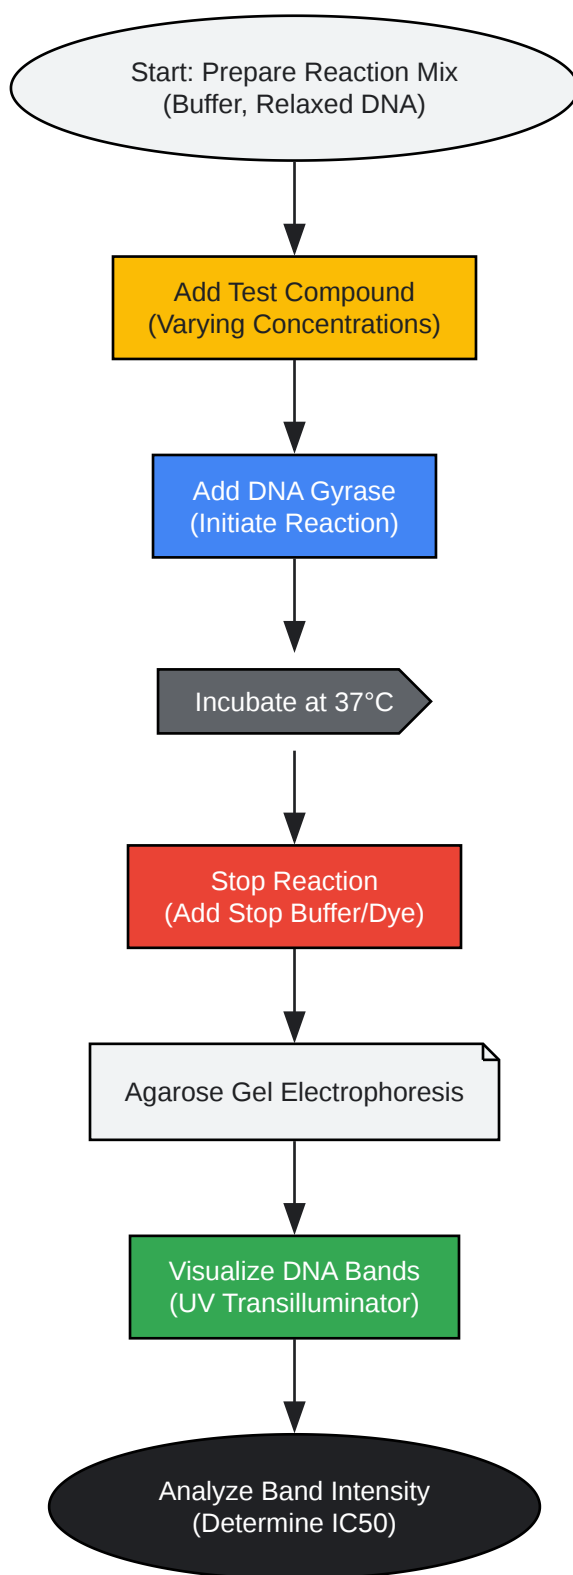 Start: Prepare Reaction Mix
(Buffer, Relaxed DNA)
Add Test Compound
(Varying Concentrations)
Add DNA Gyrase
(Initiate Reaction)
Incubate at 37°C
Stop Reaction
(Add Stop Buffer/Dye)
Agarose Gel Electrophoresis
Visualize DNA Bands
(UV Transilluminator)
Analyze Band Intensity
(Determine IC50)